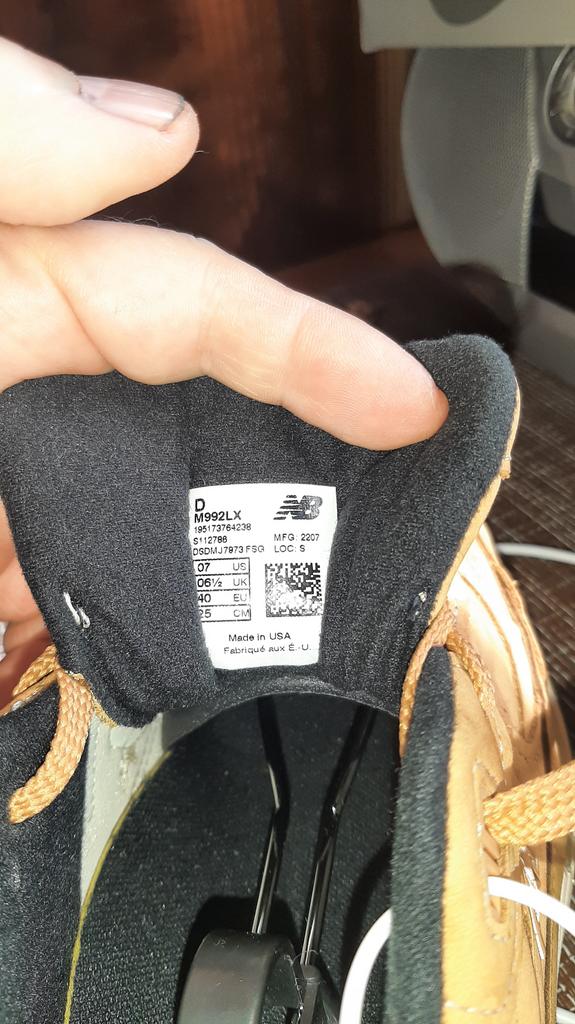 D
M992LX
195173764238
S112788 MFG: 2207
DSDMJ7973 FSG LOC: S
07 US
06½ UK
40 EU
25 CM
Made in USA
Fabriqué aux É.-U.
NB